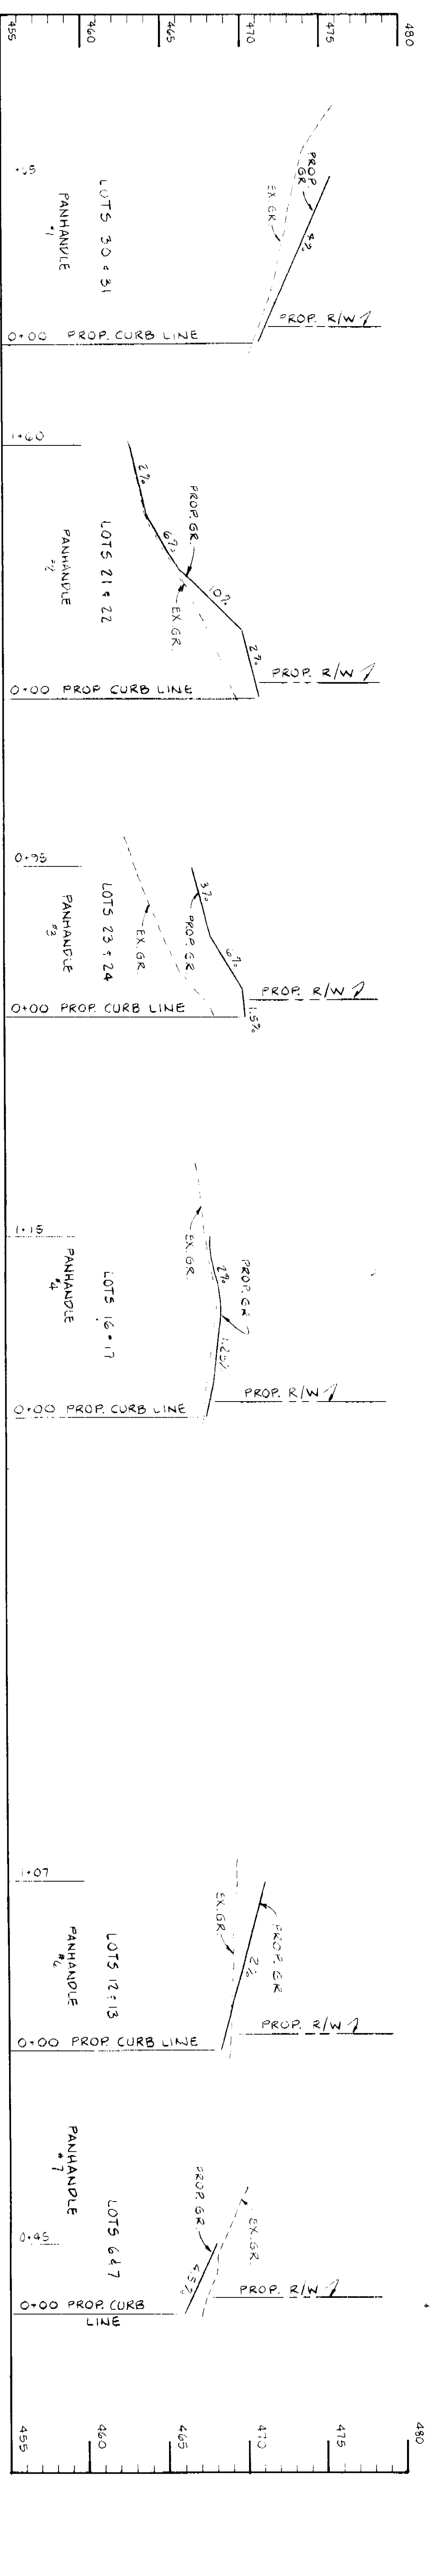 455
460
465
470
475
480
PROP.
GR.
EX. GR.
LOTS 30 & 31
PANHANDLE
#1
PROP. R/W
0+00 PROP. CURB LINE
1+60
2%
6%
PROP. GR.
10%
EX. GR.
2%
LOTS 21 & 22
PANHANDLE
#2
PROP. R/W
0+00 PROP CURB LINE
0+95
3%
PROP. GR.
6%
EX. GR.
LOTS 23 & 24
PANHANDLE
#3
PROP. R/W
1.5%
0+00 PROP. CURB LINE
1+15
EX. GR.
2%
PROP. GR
1.25%
LOTS 16 & 17
PANHANDLE
#4
PROP. R/W
0+00 PROP. CURB LINE
1+07
EX. GR
PROP. GR
2%
LOTS 12 & 13
PANHANDLE
#6
PROP. R/W
0+00 PROP. CURB LINE
PANHANDLE
#7
LOTS 6 & 7
0+45
PROP. GR.
EX. GR.
5.5%
PROP. R/W
0+00 PROP. CURB
LINE
455
460
465
470
475
480